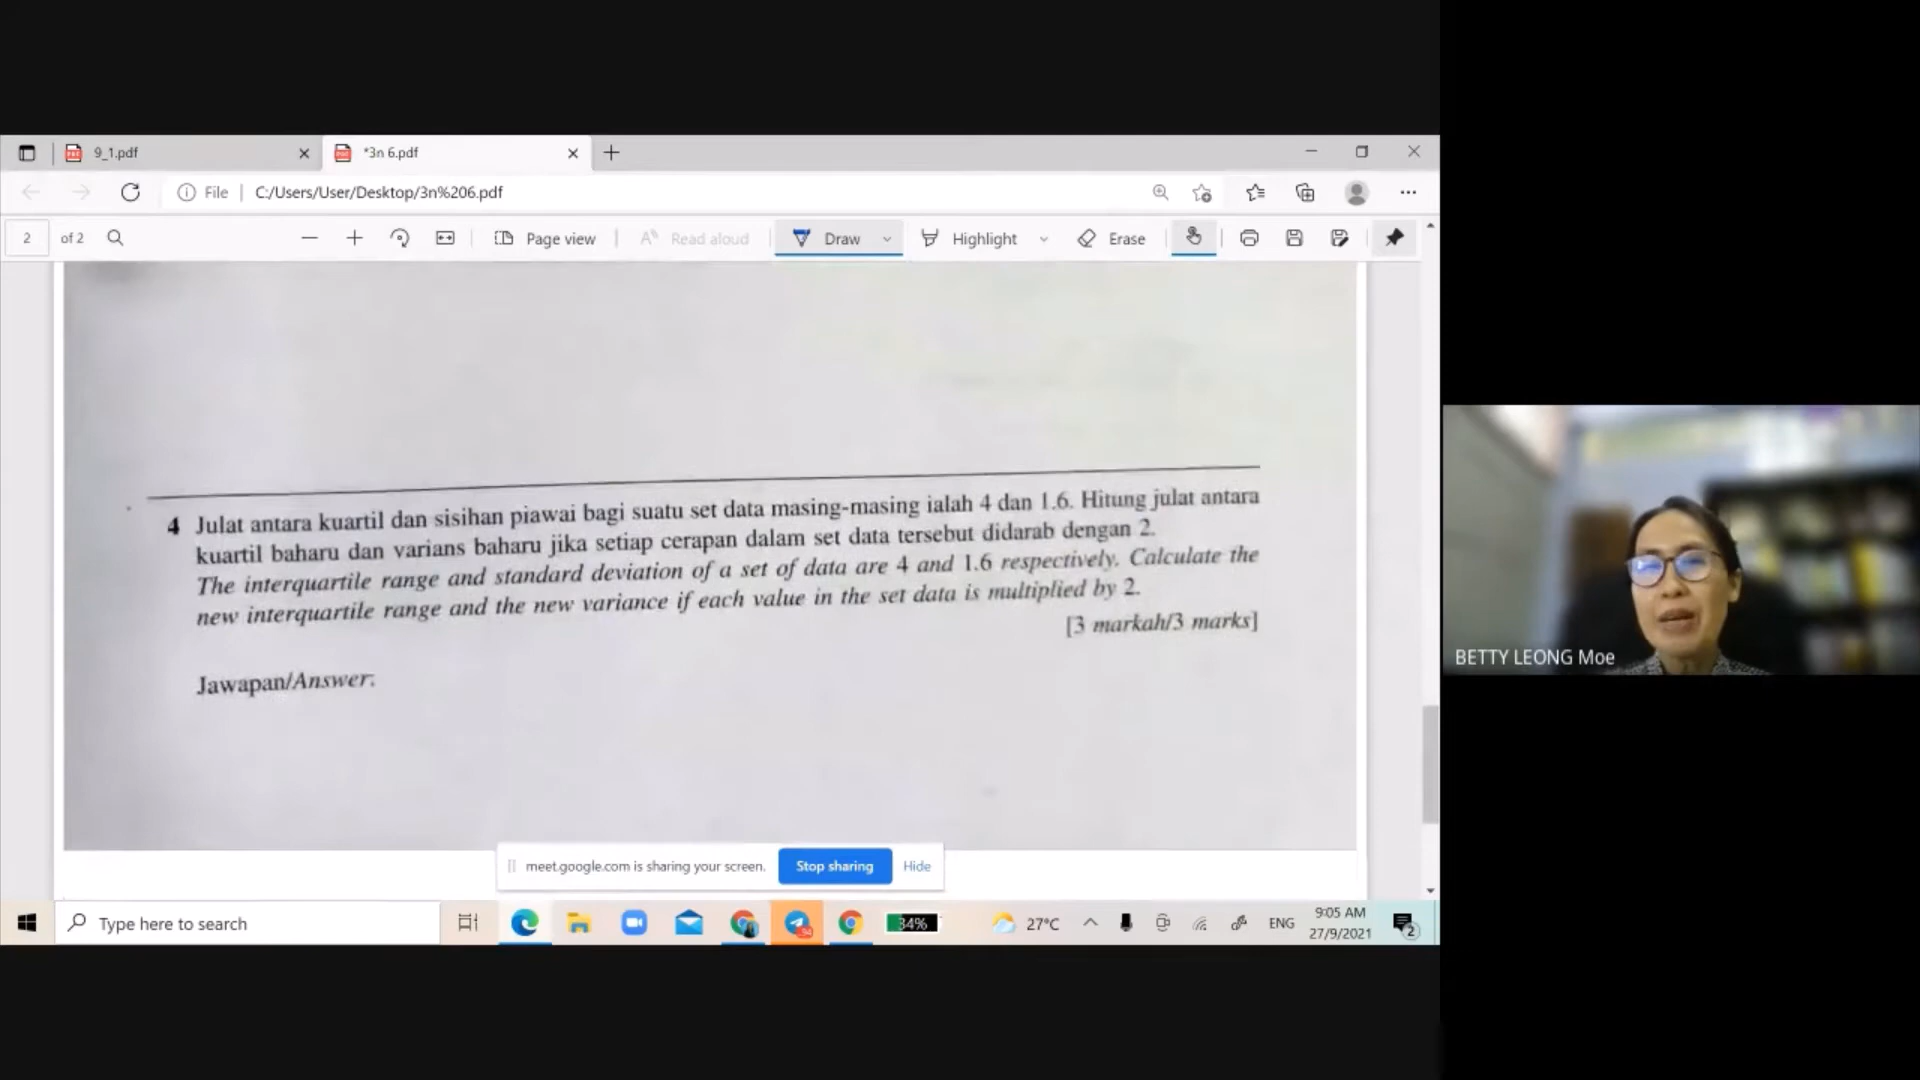 9_1.pdf
*3n 6.pdf
File
C:/Users/User/Desktop/3n%206.pdf
2
of 2
Page view
Read aloud
Draw
Highlight
Erase
4 Julat antara kuartil dan sisihan piawai bagi suatu set data masing-masing ialah 4 dan 1.6. Hitung julat antara
kuartil baharu dan varians baharu jika setiap cerapan dalam set data tersebut didarab dengan 2.
The interquartile range and standard deviation of a set of data are 4 and 1.6 respectively. Calculate the
new interquartile range and the new variance if each value in the set data is multiplied by 2.
[3 markah/3 marks]
Jawapan/Answer:
BETTY LEONG Moe
meet.google.com is sharing your screen.
Stop sharing
Hide
Type here to search
34%
27°C
ENG
9:05 AM
27/9/2021
2